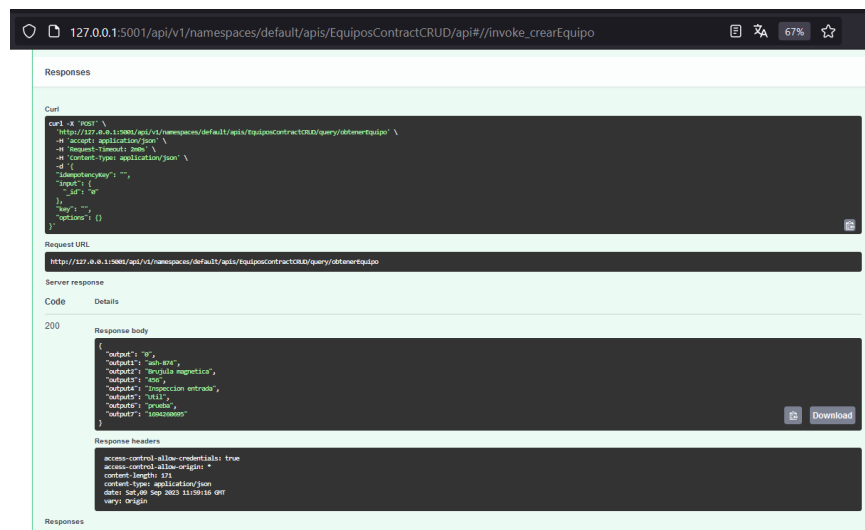 127.0.0.1:5001/api/v1/namespaces/default/apis/EquiposContractCRUD/api#//invoke_crearEquipo
67%
Responses
Curl
curl -X 'POST' \
'http://127.0.0.1:5001/api/v1/namespaces/default/apis/EquiposContractCRUD/query/obtenerEquipo' \
-H 'accept: application/json' \
-H 'Request-Timeout: 2m0s' \
-H 'Content-Type: application/json' \
-d '{
"idempotencyKey": "",
"input": {
"_id": "0"
},
"key": "",
"options": {}
}'
Request URL
http://127.0.0.1:5001/api/v1/namespaces/default/apis/EquiposContractCRUD/query/obtenerEquipo
Server response
Code Details
200
Response body
{
"output": "0",
"output1": "ash-874",
"output2": "Brujula magnetica",
"output3": "456",
"output4": "Inspeccion entrada",
"output5": "Util",
"output6": "prueba",
"output7": "1694260695"
}
Download
Response headers
access-control-allow-credentials: true
access-control-allow-origin: *
content-length: 171
content-type: application/json
date: Sat,09 Sep 2023 11:59:16 GMT
vary: Origin
Responses